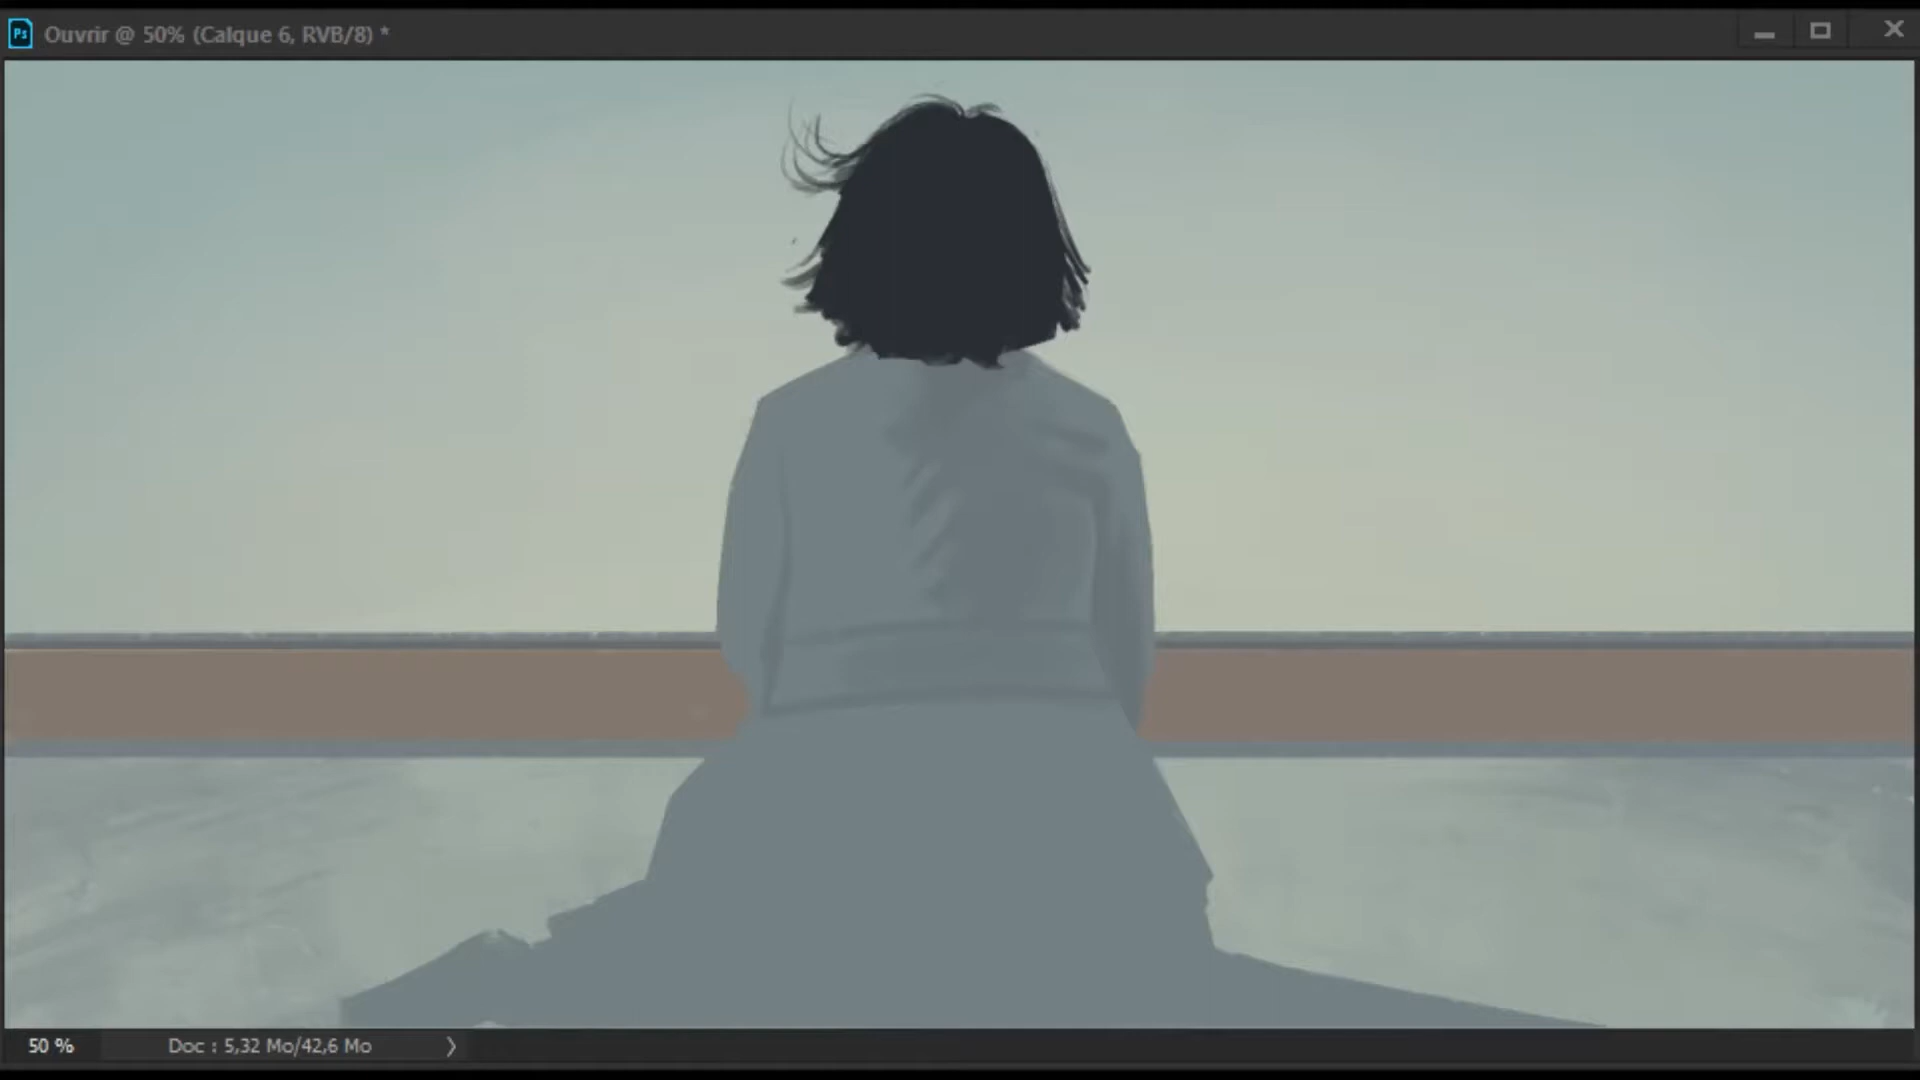 Ps Ouvrir @ 50% (Calque 6, RVB/8) *
50 % Doc : 5,32 Mo/42,6 Mo